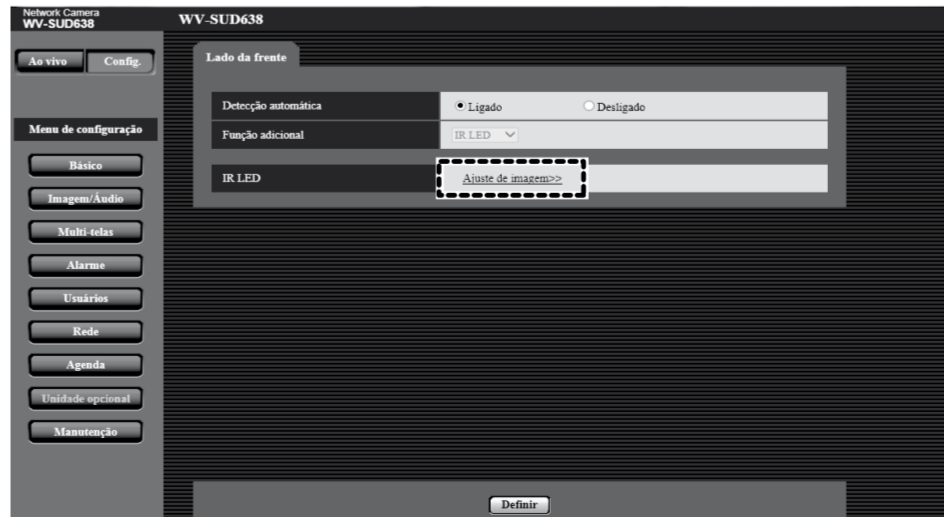 Network Camera
WV-SUD638
WV-SUD638
Ao vivo Config.
Menu de configuração
Básico
Imagem/Áudio
Multi-telas
Alarme
Usuários
Rede
Agenda
Unidade opcional
Manutenção
Lado da frente
Detecção automática Ligado Desligado
Função adicional IR LED
IR LED Ajuste de imagem>>
Definir